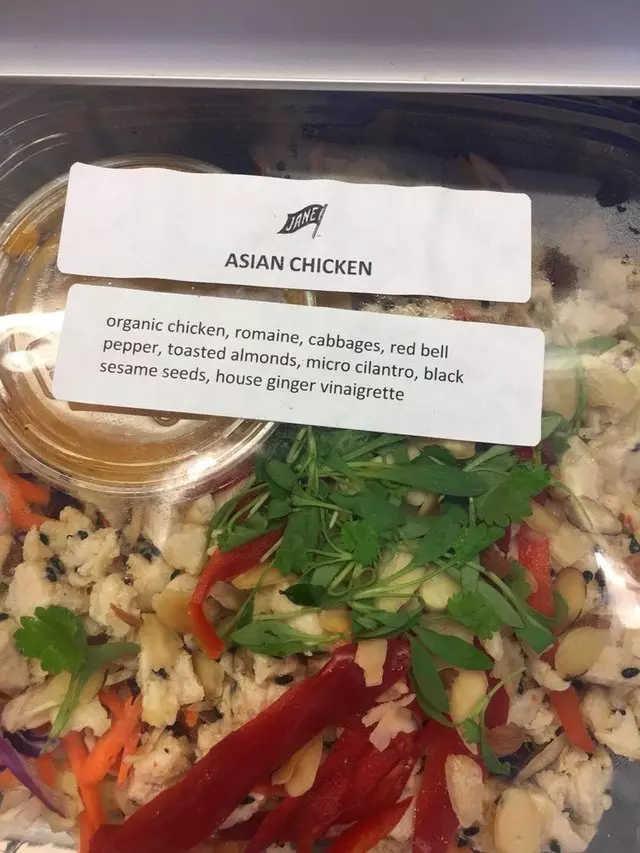 JANE
ASIAN CHICKEN
organic chicken, romaine, cabbages, red bell
pepper, toasted almonds, micro cilantro, black
sesame seeds, house ginger vinaigrette